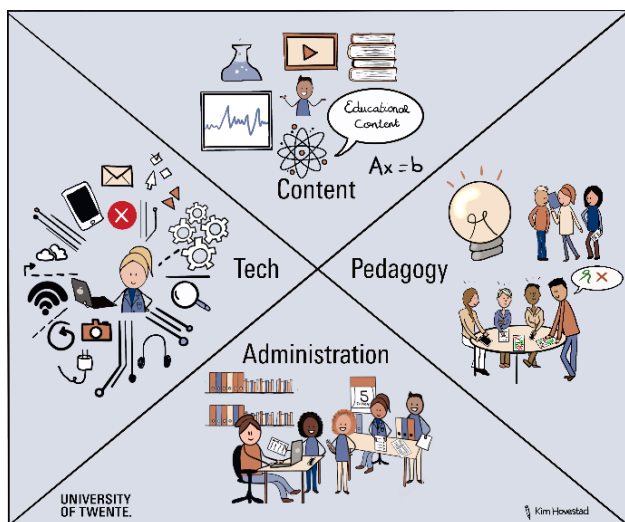 Educational
Content
Ax=b
Content
Tech
Pedagogy
Administration
5
UNIVERSITY
OF TWENTE.
Kim Hovestad